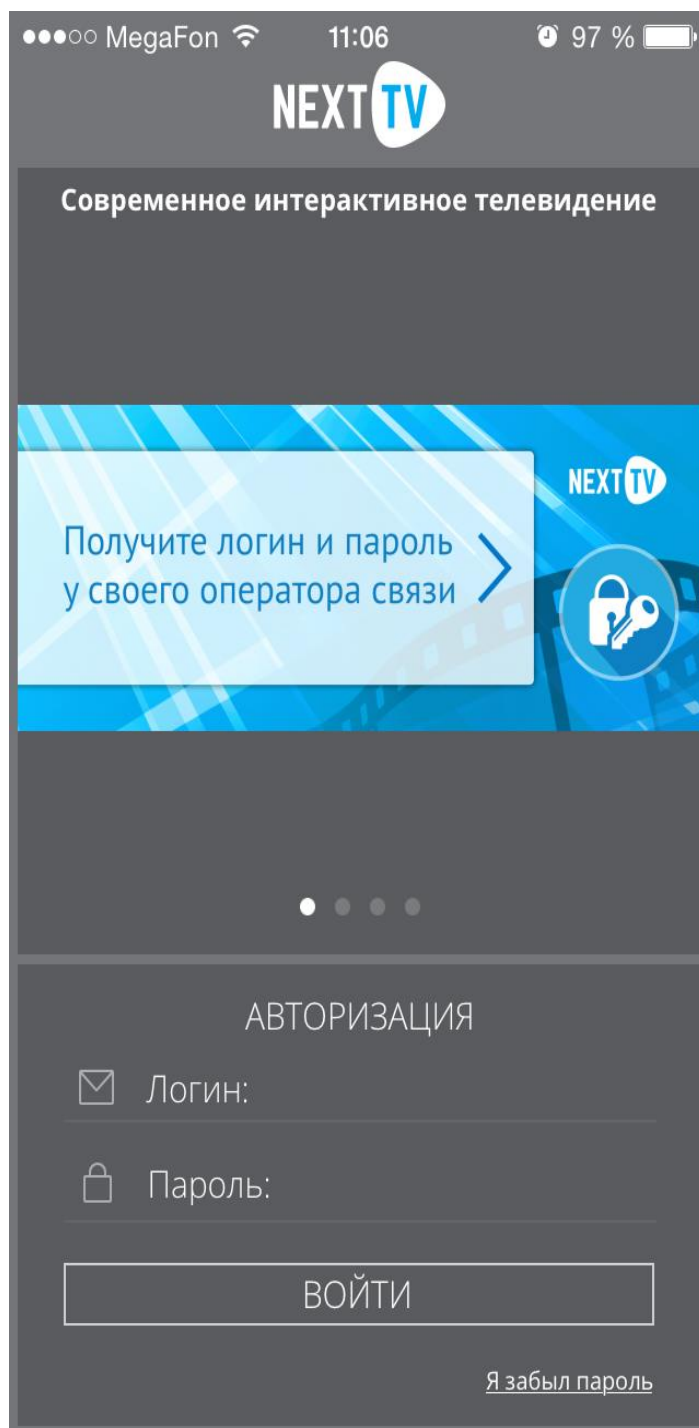 MegaFon 11:06 97 %
NEXT TV
Современное интерактивное телевидение
NEXT TV
Получите логин и пароль
у своего оператора связи
АВТОРИЗАЦИЯ
Логин:
Пароль:
ВОЙТИ
Я забыл пароль